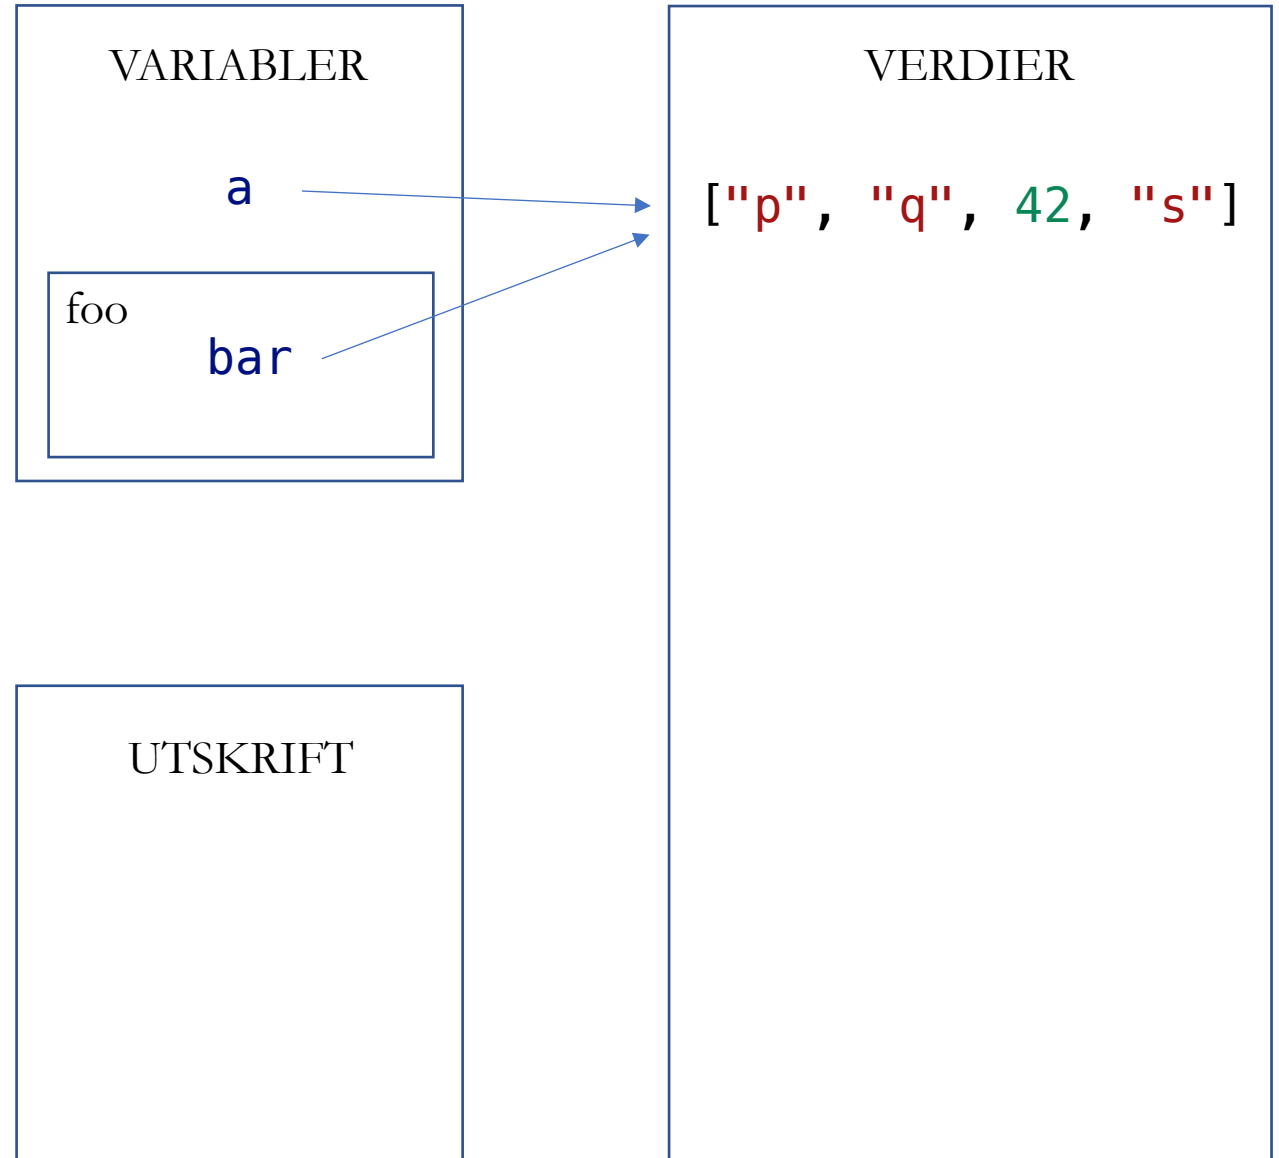 VARIABLER
a
foo
bar
VERDIER
["p", "q", 42, "s"]
UTSKRIFT